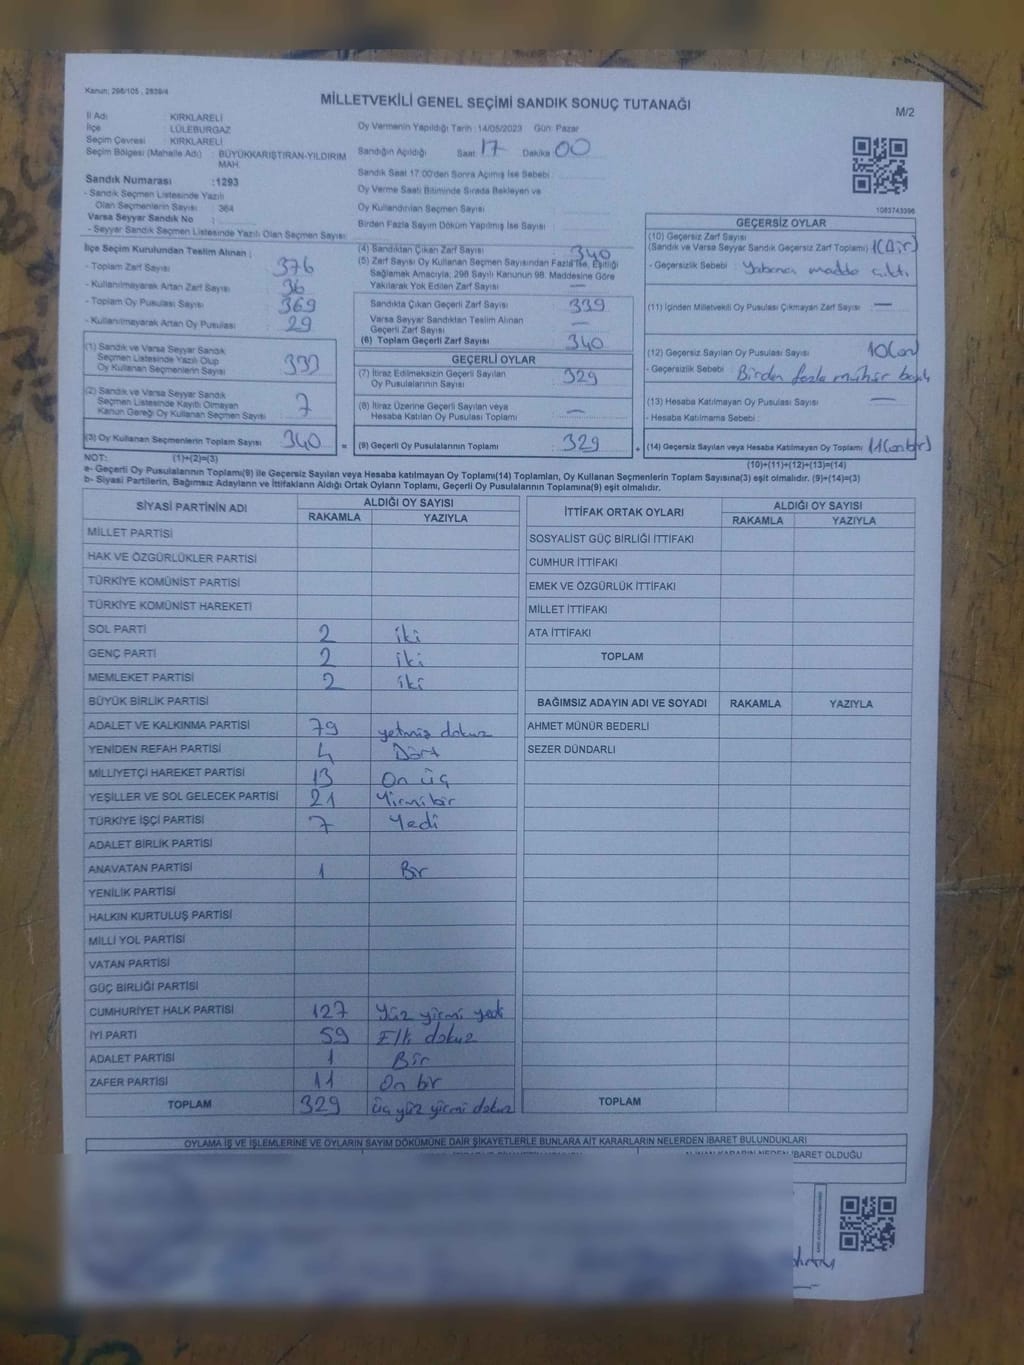 Kanun; 298/105 , 2839/4
MİLLETVEKİLİ GENEL SEÇİMİ SANDIK SONUÇ TUTANAĞI
M/2
İl Adı KIRKLARELİ
İlçe LÜLEBURGAZ
Seçim Çevresi KIRKLARELİ
Seçim Bölgesi (Mahalle Adı) : BÜYÜKKARIŞTIRAN-YILDIRIM MAH.
Sandık Numarası :1293
- Sandık Seçmen Listesinde Yazılı
Olan Seçmenlerin Sayısı : 364
Varsa Seyyar Sandık No
- Seyyar Sandık Seçmen Listesinde Yazılı Olan Seçmen Sayısı
Oy Vermenin Yapıldığı Tarih : 14/05/2023 Gün: Pazar
Sandığın Açıldığı Saat 17 Dakika 00
Sandık Saat 17:00'den Sonra Açılmış İse Sebebi
Oy Verme Saati Bitiminde Sırada Bekleyen ve
Oy Kullandırılan Seçmen Sayısı
Birden Fazla Sayım Döküm Yapılmış İse Sayısı
1083743396
İlçe Seçim Kurulundan Teslim Alınan ;
- Toplam Zarf Sayısı : 376
- Kullanılmayarak Artan Zarf Sayısı : 36
- Toplam Oy Pusulası Sayısı : 369
- Kullanılmayarak Artan Oy Pusulası : 29
(1) Sandık ve Varsa Seyyar Sandık
Seçmen Listesinde Yazılı Olup
Oy Kullanan Seçmenlerin Sayısı 333
(2) Sandık ve Varsa Seyyar Sandık
Seçmen Listesinde Kayıtlı Olmayan
Kanun Gereği Oy Kullanan Seçmen Sayısı 7
(3) Oy Kullanan Seçmenlerin Toplam Sayısı 340 =
(4) Sandıktan Çıkan Zarf Sayısı 340
(5) Zarf Sayısı Oy Kullanan Seçmen Sayısından Fazla İse, Eşitliği
Sağlamak Amacıyla, 298 Sayılı Kanunun 98. Maddesine Göre
Yakılarak Yok Edilen Zarf Sayısı —
Sandıkta Çıkan Geçerli Zarf Sayısı : 339
Varsa Seyyar Sandıktan Teslim Alınan
Geçerli Zarf Sayısı : —
(6) Toplam Geçerli Zarf Sayısı : 340
GEÇERLİ OYLAR
(7) İtiraz Edilmeksizin Geçerli Sayılan
Oy Pusulalarının Sayısı : 329
(8) İtiraz Üzerine Geçerli Sayılan veya
Hesaba Katılan Oy Pusulası Toplamı : —
(9) Geçerli Oy Pusulalarının Toplamı : 329 +
GEÇERSİZ OYLAR
(10) Geçersiz Zarf Sayısı
(Sandık ve Varsa Seyyar Sandık Geçersiz Zarf Toplamı) 1(Bir)
- Geçersizlik Sebebi : Yabancı madde çıktı
(11) İçinden Milletvekili Oy Pusulası Çıkmayan Zarf Sayısı —
(12) Geçersiz Sayılan Oy Pusulası Sayısı 10(on)
- Geçersizlik Sebebi : Birden fazla mühür
(13) Hesaba Katılmayan Oy Pusulası Sayısı —
- Hesaba Katılmama Sebebi :
(14) Geçersiz Sayılan veya Hesaba Katılmayan Oy Toplamı 11(onbir)
NOT: (1)+(2)=(3)
(10)+(11)+(12)+(13)=(14)
a- Geçerli Oy Pusulalarının Toplamı(9) ile Geçersiz Sayılan veya Hesaba katılmayan Oy Toplamı(14) Toplamları, Oy Kullanan Seçmenlerin Toplam Sayısına(3) eşit olmalıdır. (9)+(14)=(3)
b- Siyasi Partilerin, Bağımsız Adayların ve İttifakların Aldığı Ortak Oyların Toplamı, Geçerli Oy Pusulalarının Toplamına(9) eşit olmalıdır.
SİYASİ PARTİNİN ADI ALDIĞI OY SAYISI
RAKAMLA YAZIYLA
MİLLET PARTİSİ
HAK VE ÖZGÜRLÜKLER PARTİSİ
TÜRKİYE KOMÜNİST PARTİSİ
TÜRKİYE KOMÜNİST HAREKETİ
SOL PARTİ 2 iki
GENÇ PARTİ 2 iki
MEMLEKET PARTİSİ 2 iki
BÜYÜK BİRLİK PARTİSİ
ADALET VE KALKINMA PARTİSİ 79 yetmiş dokuz
YENİDEN REFAH PARTİSİ 4 Dört
MİLLİYETÇİ HAREKET PARTİSİ 13 On üç
YEŞİLLER VE SOL GELECEK PARTİSİ 21 Yirmi bir
TÜRKİYE İŞÇİ PARTİSİ 7 Yedi
ADALET BİRLİK PARTİSİ
ANAVATAN PARTİSİ 1 Bir
YENİLİK PARTİSİ
HALKIN KURTULUŞ PARTİSİ
MİLLİ YOL PARTİSİ
VATAN PARTİSİ
GÜÇ BİRLİĞİ PARTİSİ
CUMHURİYET HALK PARTİSİ 127 Yüz yirmi yedi
İYİ PARTİ 59 Elli dokuz
ADALET PARTİSİ 1 Bir
ZAFER PARTİSİ 11 On bir
TOPLAM 329 üç yüz yirmi dokuz
İTTİFAK ORTAK OYLARI ALDIĞI OY SAYISI
RAKAMLA YAZIYLA
SOSYALİST GÜÇ BİRLİĞİ İTTİFAKI
CUMHUR İTTİFAKI
EMEK VE ÖZGÜRLÜK İTTİFAKI
MİLLET İTTİFAKI
ATA İTTİFAKI
TOPLAM
BAĞIMSIZ ADAYIN ADI VE SOYADI RAKAMLA YAZIYLA
AHMET MÜNÜR BEDERLİ
SEZER DÜNDARLI
TOPLAM
OYLAMA İŞ VE İŞLEMLERİNE VE OYLARIN SAYIM DÖKÜMÜNE DAİR ŞİKAYETLERLE BUNLARA AİT KARARLARIN NELERDEN İBARET BULUNDUKLARI
ALINAN KARARIN NEDEN İBARET OLDUĞU